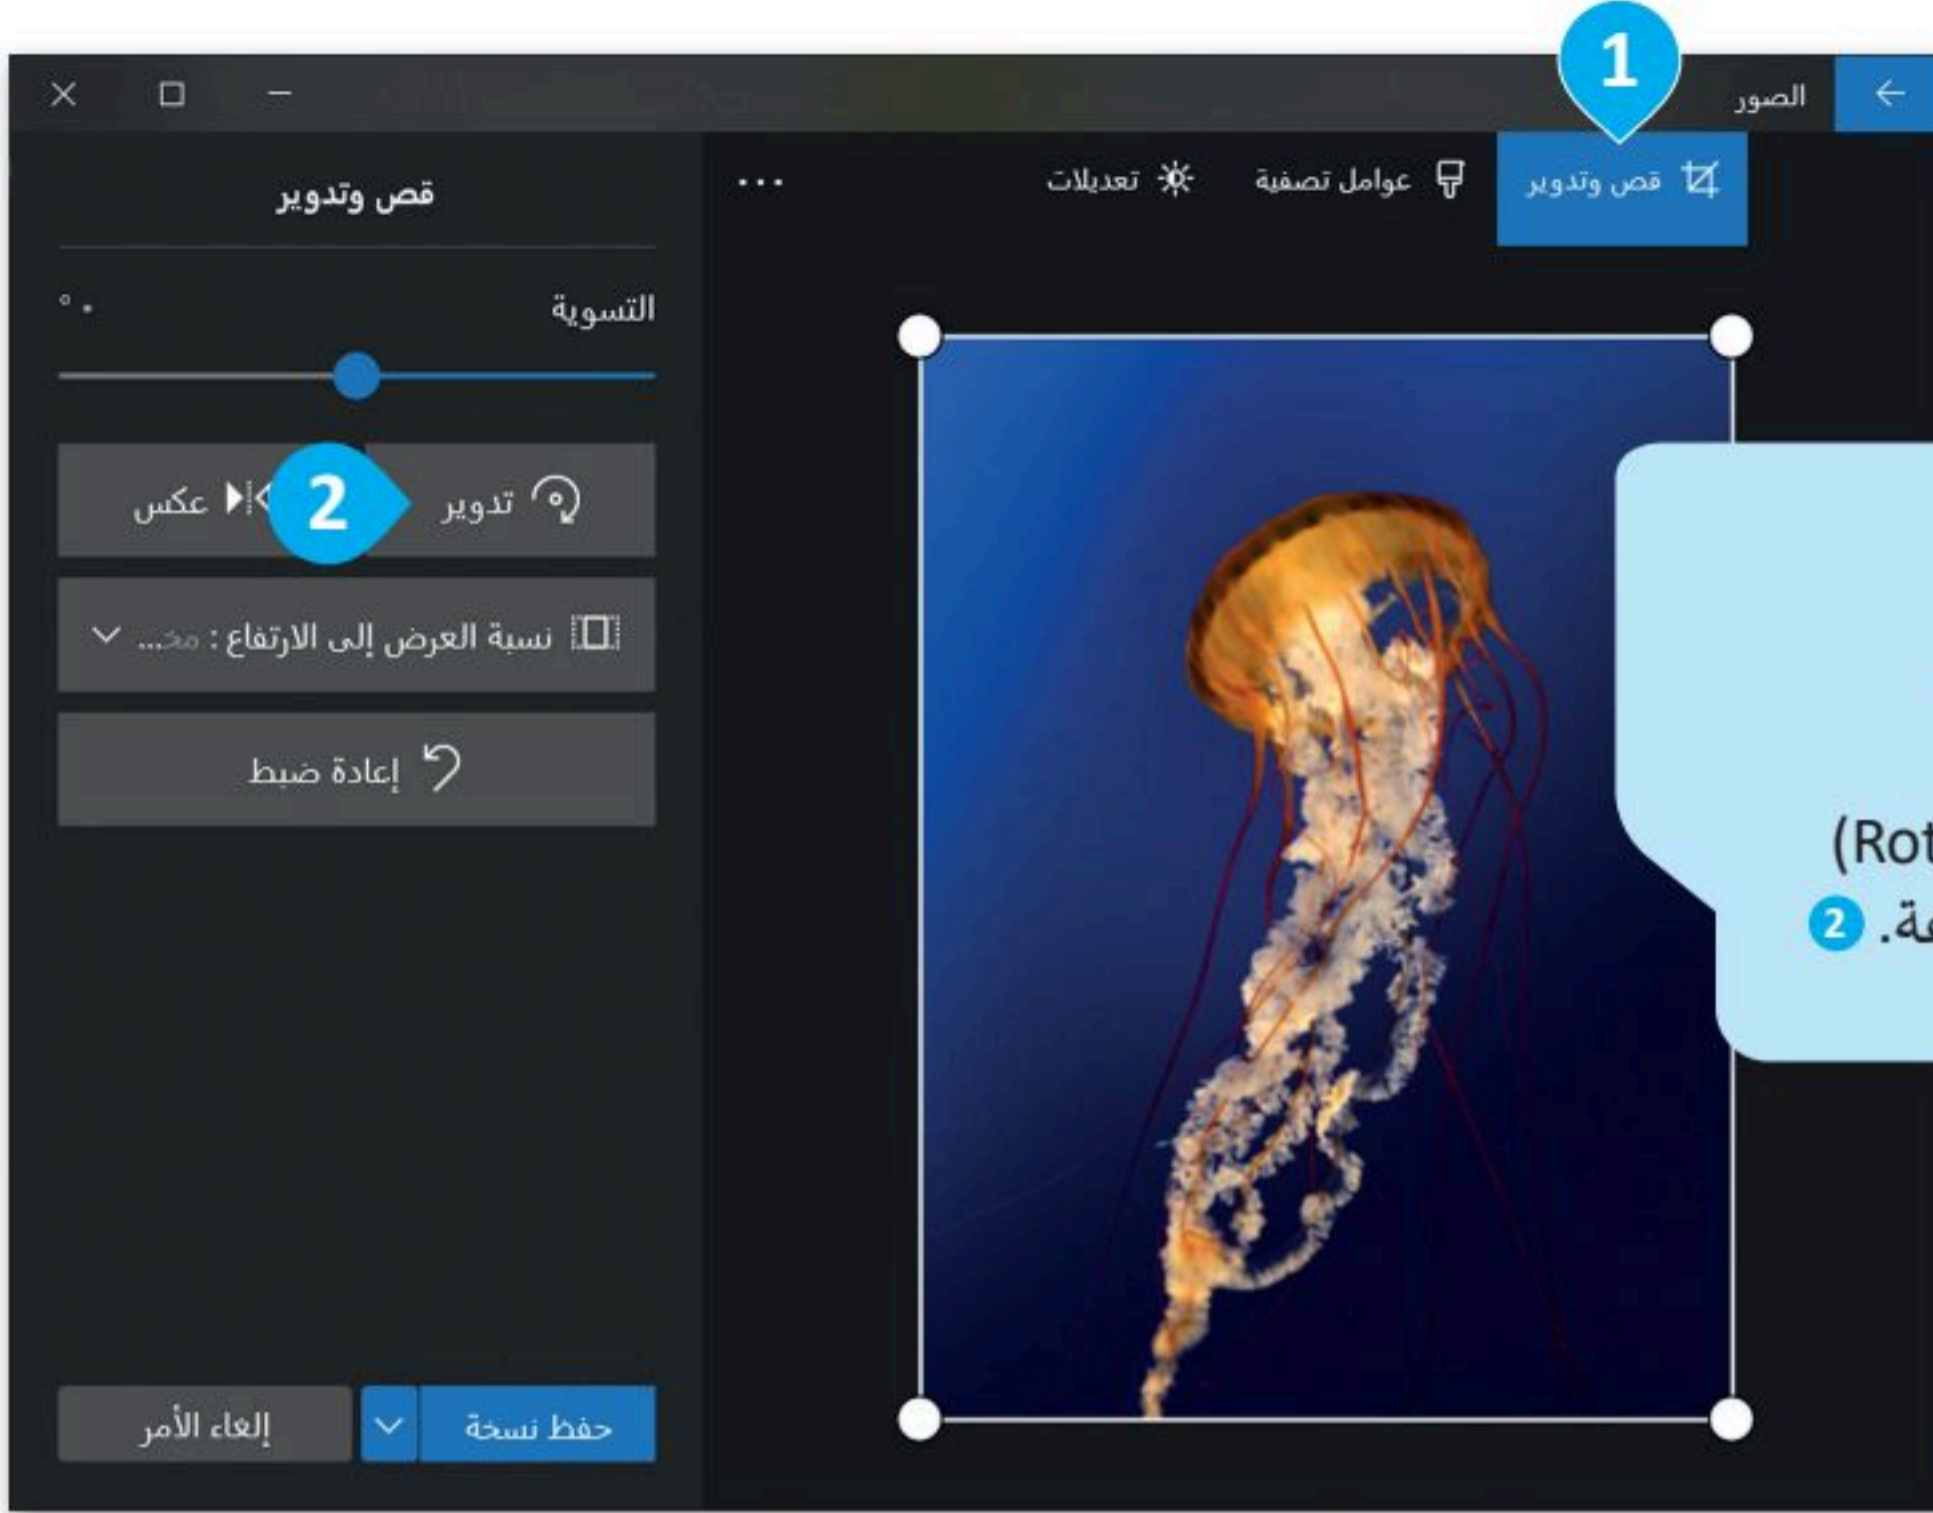 الصور
1
قص وتدوير
عوامل تصفية
تعديلات
...
قص وتدوير
التسوية
٠°
تدوير
2
عكس
نسبة العرض إلى الارتفاع : مخ...
إعادة ضبط
(Rot
2
حفظ نسخة
إلغاء الأمر